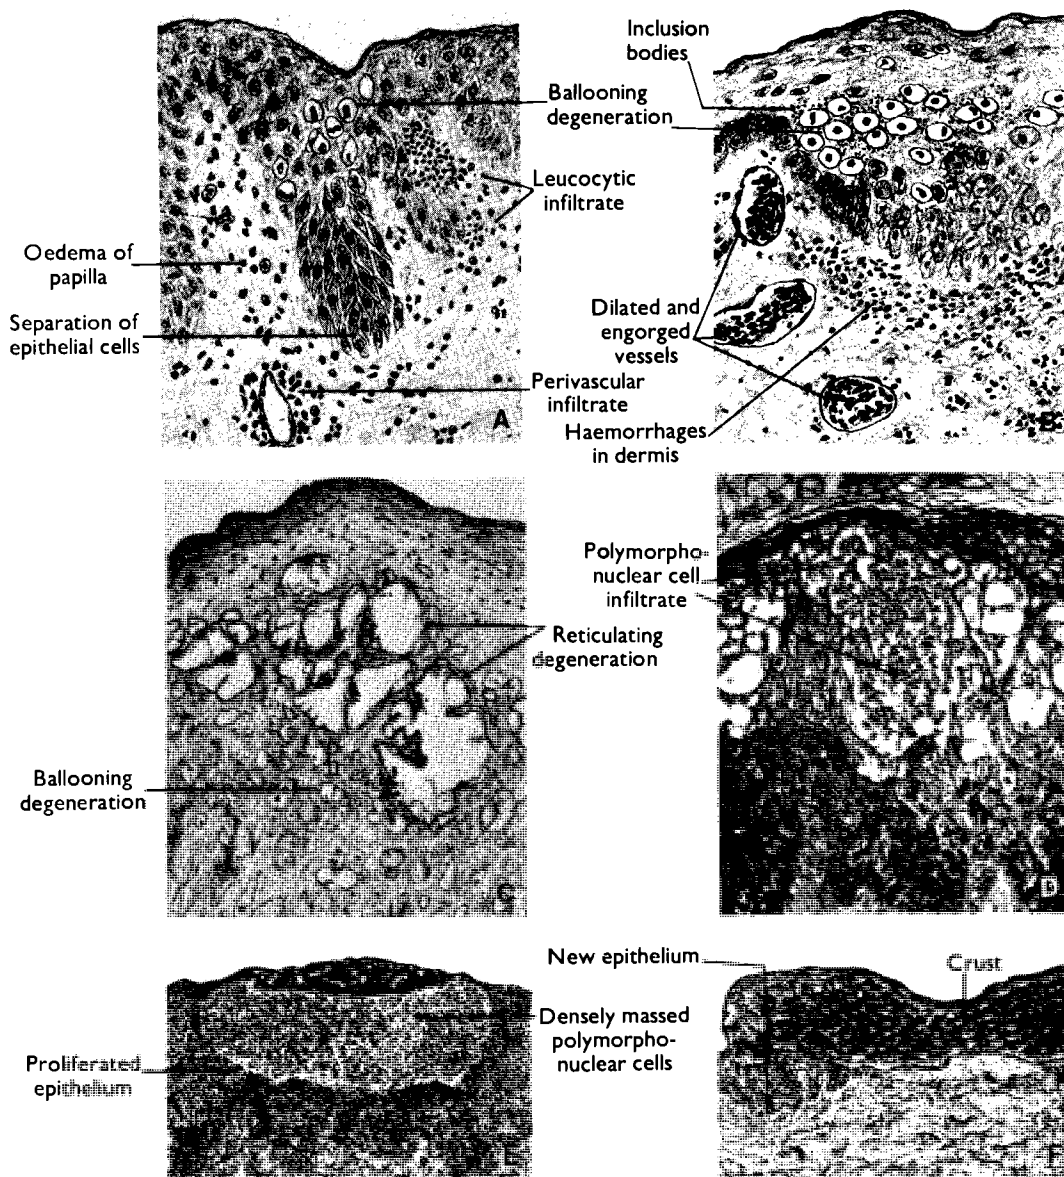 Inclusion
bodies
Ballooning
degeneration
Leucocytic
infiltrate
Oedema of
papilla
Separation of
epithelial cells
Dilated and
engorged
vessels
Perivascular
infiltrate
Haemorrhages
in dermis
A
B
Polymorpho-
nuclear cell
infiltrate
Reticulating
degeneration
Ballooning
degeneration
C
D
New epithelium
Crust
Densely massed
polymorpho-
nuclear cells
Proliferated
epithelium
E
F